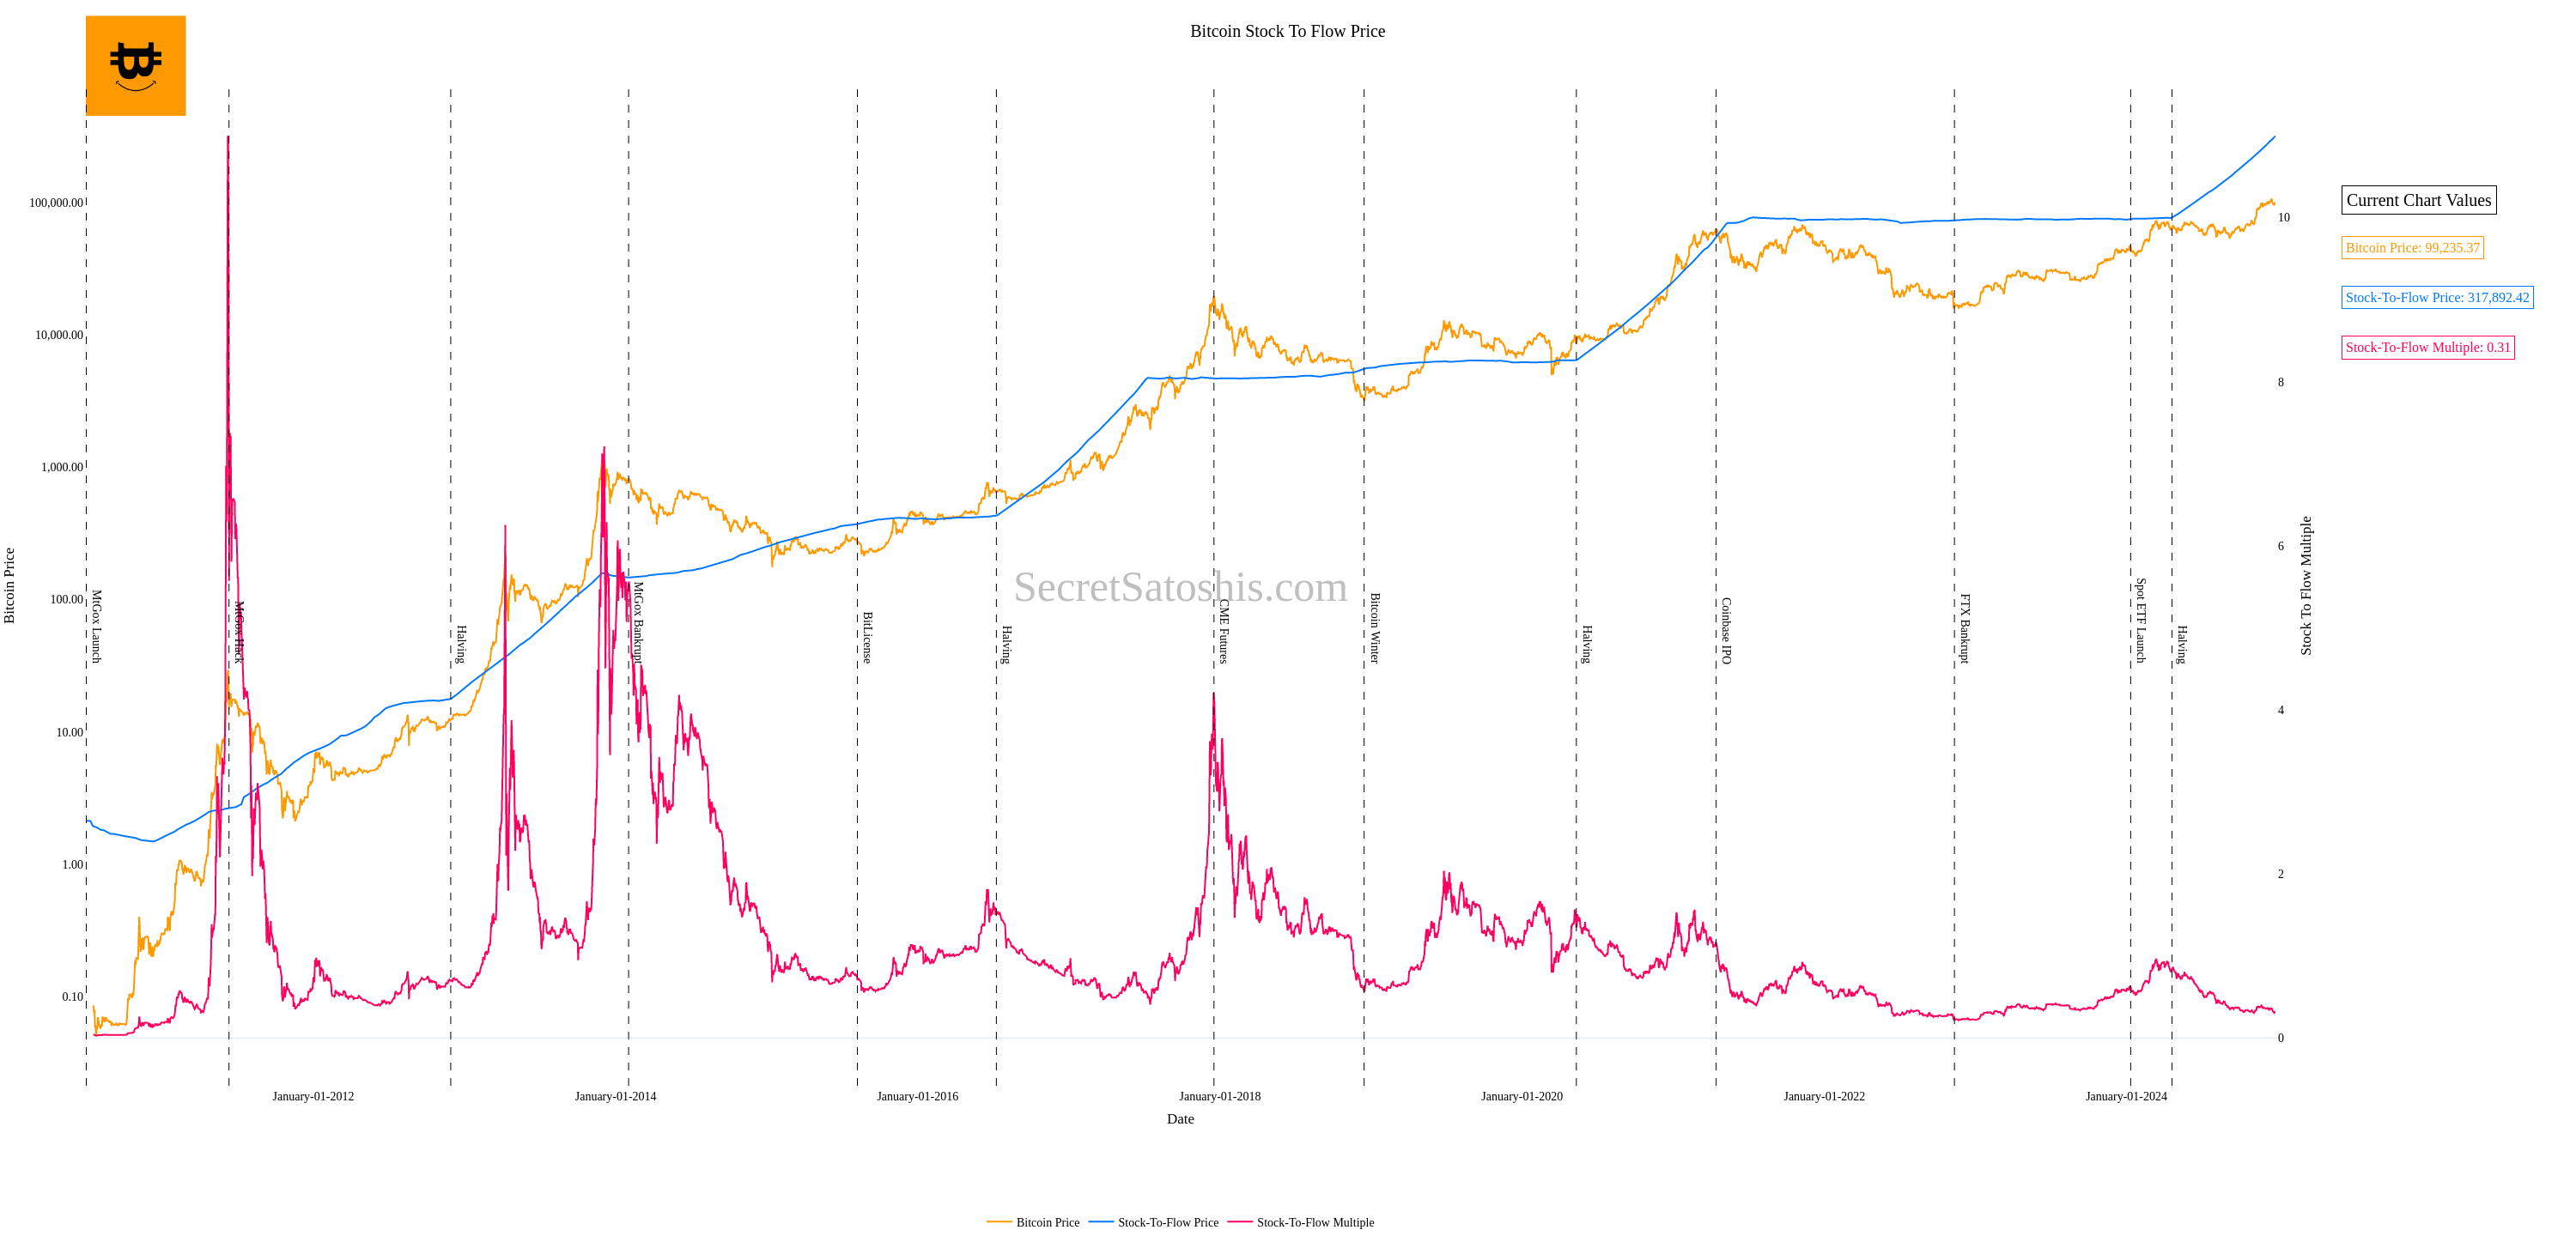 Bitcoin Stock To Flow Price
100,000.00
10,000.00
1,000.00
100.00
10.00
1.00
0.10
Bitcoin Price
MtGox Launch
MtGox Hack
Halving
MtGox Bankrupt
BitLicense
Halving
CME Futures
Bitcoin Winter
Halving
Coinbase IPO
FTX Bankrupt
Spot ETF Launch
Halving
SecretSatoshis.com
10
8
6
4
2
0
Stock To Flow Multiple
Current Chart Values
Bitcoin Price: 99,235.37
Stock-To-Flow Price: 317,892.42
Stock-To-Flow Multiple: 0.31
January-01-2012
January-01-2014
January-01-2016
January-01-2018
January-01-2020
January-01-2022
January-01-2024
Date
Bitcoin Price
Stock-To-Flow Price
Stock-To-Flow Multiple